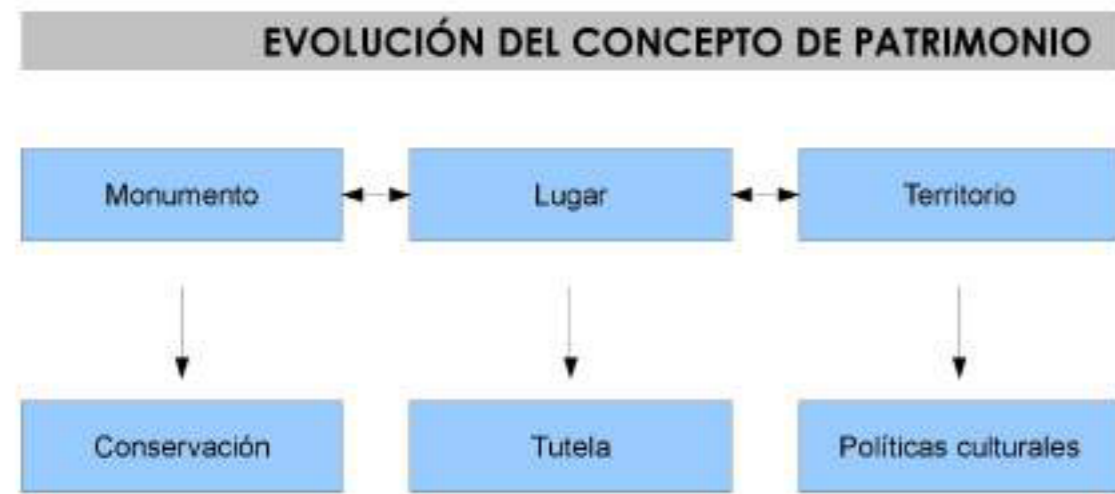 EVOLUCIÓN DEL CONCEPTO DE PATRIMONIO
Monumento
Lugar
Territorio
Conservación
Tutela
Políticas culturales